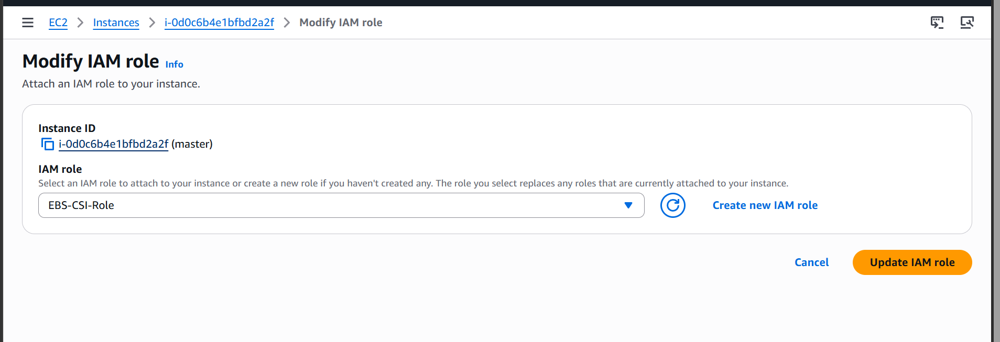 EC2 > Instances > i-0d0c6b4e1bfbd2a2f > Modify IAM role
Modify IAM role Info
Attach an IAM role to your instance.
Instance ID
i-0d0c6b4e1bfbd2a2f (master)
IAM role
Select an IAM role to attach to your instance or create a new role if you haven't created any. The role you select replaces any roles that are currently attached to your instance.
EBS-CSI-Role Create new IAM role
Cancel Update IAM role